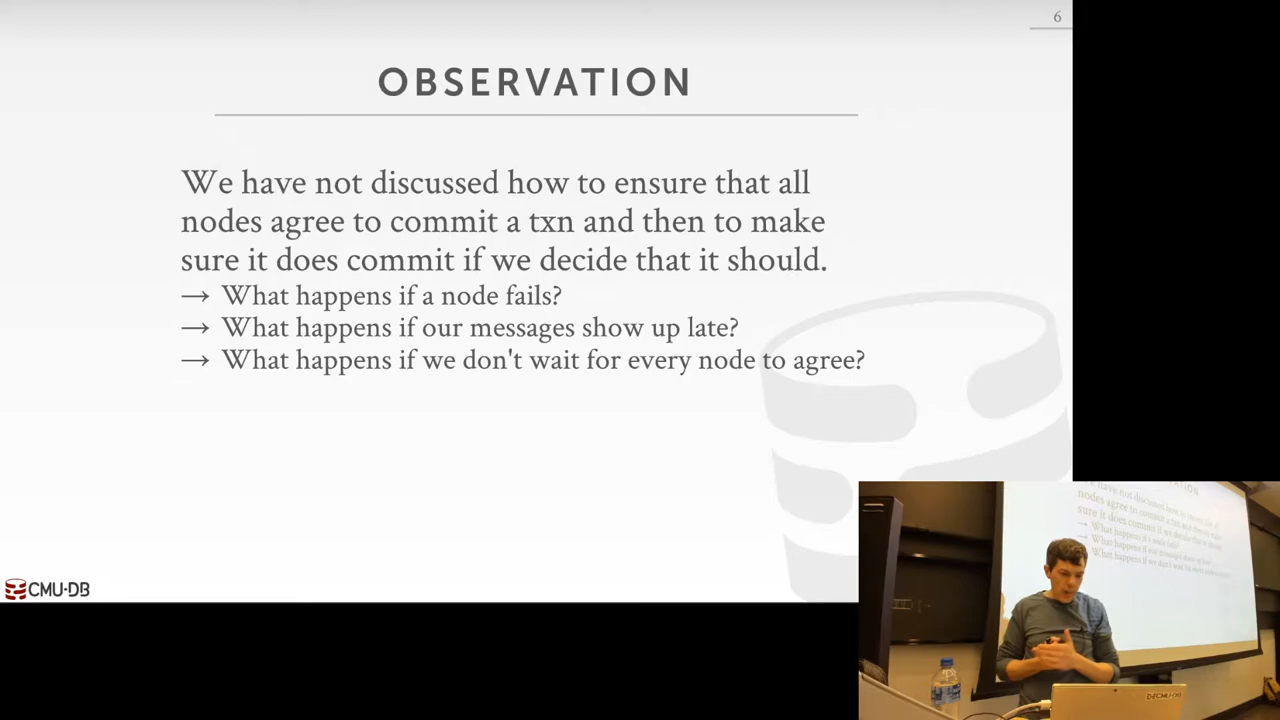 6
OBSERVATION
We have not discussed how to ensure that all
nodes agree to commit a txn and then to make
sure it does commit if we decide that it should.
→ What happens if a node fails?
→ What happens if our messages show up late?
→ What happens if we don't wait for every node to agree?
CMU·DB